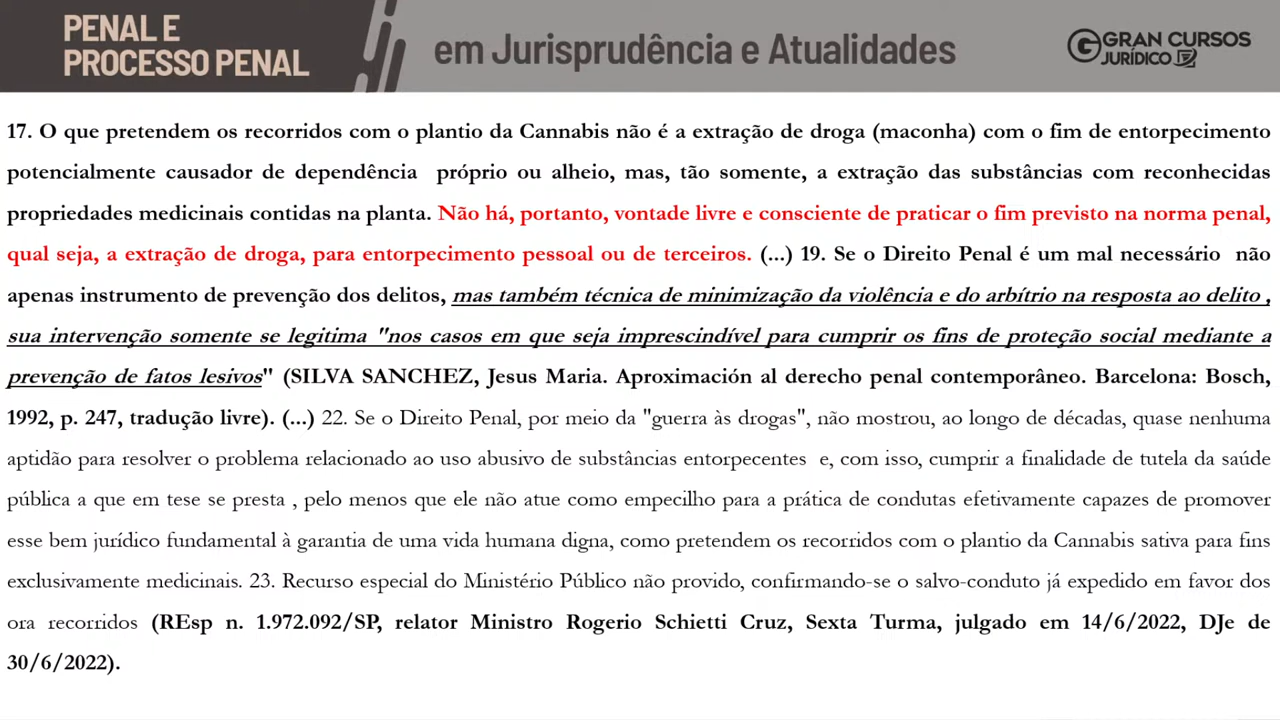 PENAL E
PROCESSO PENAL
em Jurisprudência e Atualidades
GRAN CURSOS
JURÍDICO
17. O que pretendem os recorridos com o plantio da Cannabis não é a extração de droga (maconha) com o fim de entorpecimento
potencialmente causador de dependência próprio ou alheio, mas, tão somente, a extração das substâncias com reconhecidas
propriedades medicinais contidas na planta. Não há, portanto, vontade livre e consciente de praticar o fim previsto na norma penal,
qual seja, a extração de droga, para entorpecimento pessoal ou de terceiros. (...) 19. Se o Direito Penal é um mal necessário não
apenas instrumento de prevenção dos delitos, mas também técnica de minimização da violência e do arbítrio na resposta ao delito ,
sua intervenção somente se legitima "nos casos em que seja imprescindível para cumprir os fins de proteção social mediante a
prevenção de fatos lesivos" (SILVA SANCHEZ, Jesus Maria. Aproximación al derecho penal contemporâneo. Barcelona: Bosch,
1992, p. 247, tradução livre). (...) 22. Se o Direito Penal, por meio da "guerra às drogas", não mostrou, ao longo de décadas, quase nenhuma
aptidão para resolver o problema relacionado ao uso abusivo de substâncias entorpecentes e, com isso, cumprir a finalidade de tutela da saúde
pública a que em tese se presta , pelo menos que ele não atue como empecilho para a prática de condutas efetivamente capazes de promover
esse bem jurídico fundamental à garantia de uma vida humana digna, como pretendem os recorridos com o plantio da Cannabis sativa para fins
exclusivamente medicinais. 23. Recurso especial do Ministério Público não provido, confirmando-se o salvo-conduto já expedido em favor dos
ora recorridos (REsp n. 1.972.092/SP, relator Ministro Rogerio Schietti Cruz, Sexta Turma, julgado em 14/6/2022, DJe de
30/6/2022).